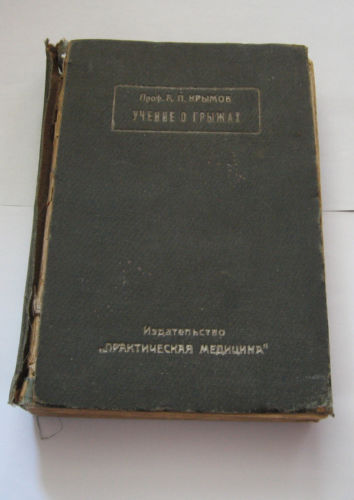 Проф. А. П. КРЫМОВ
УЧЕНИЕ О ГРЫЖАХ
Издательство
„ПРАКТИЧЕСКАЯ МЕДИЦИНА"